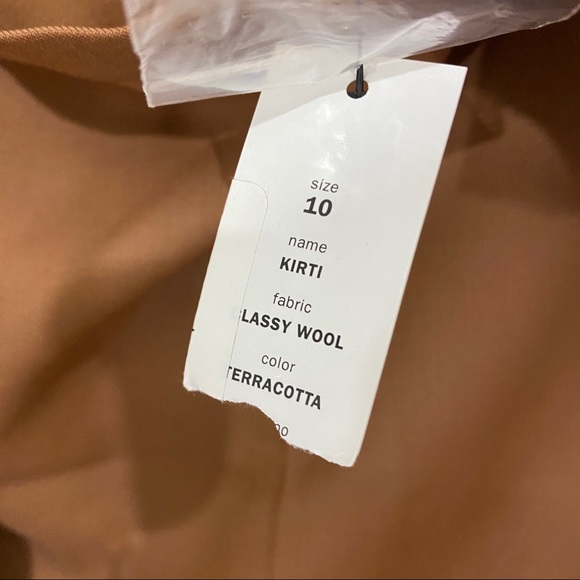 size
10
name
KIRTI
fabric
LASSY WOOL
color
TERRACOTTA